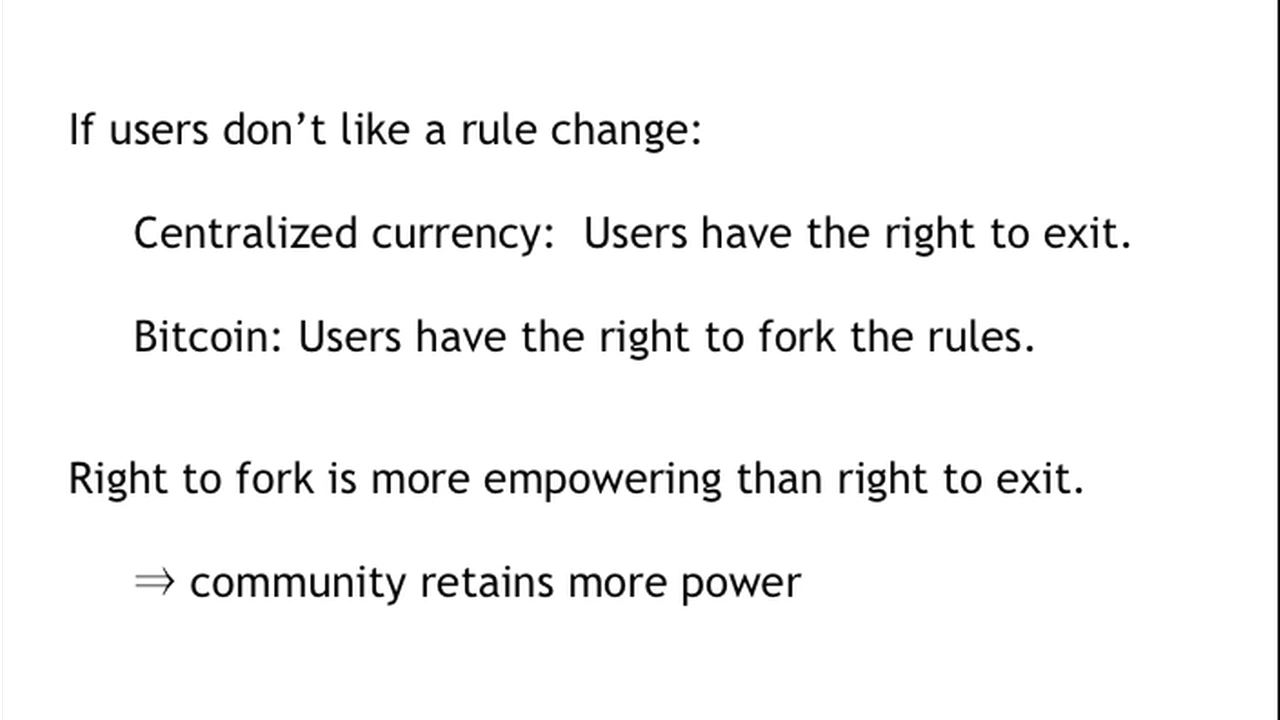 If users don’t like a rule change:
Centralized currency:  Users have the right to exit.
Bitcoin: Users have the right to fork the rules.
Right to fork is more empowering than right to exit.
⇒ community retains more power